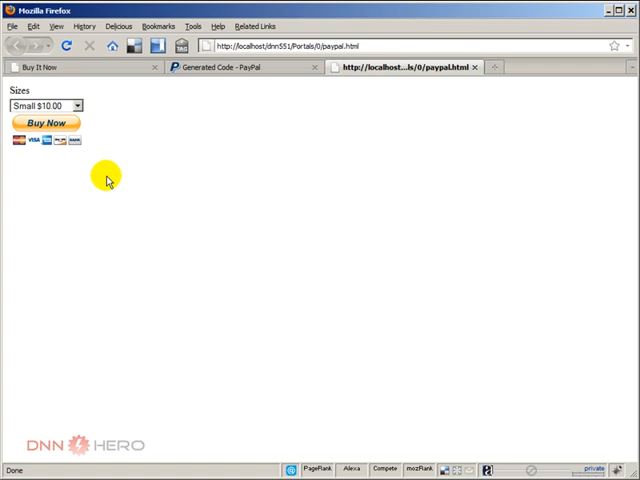 Mozilla Firefox
File Edit View History Delicious Bookmarks Tools Help Related Links
TAG http://localhost/dnn551/Portals/0/paypal.html
Buy It Now Generated Code - PayPal http://localhost...ls/0/paypal.html
Sizes
Small $10.00
Buy Now
VISA
DNN HERO
Done PageRank Alexa Compete mozRank private